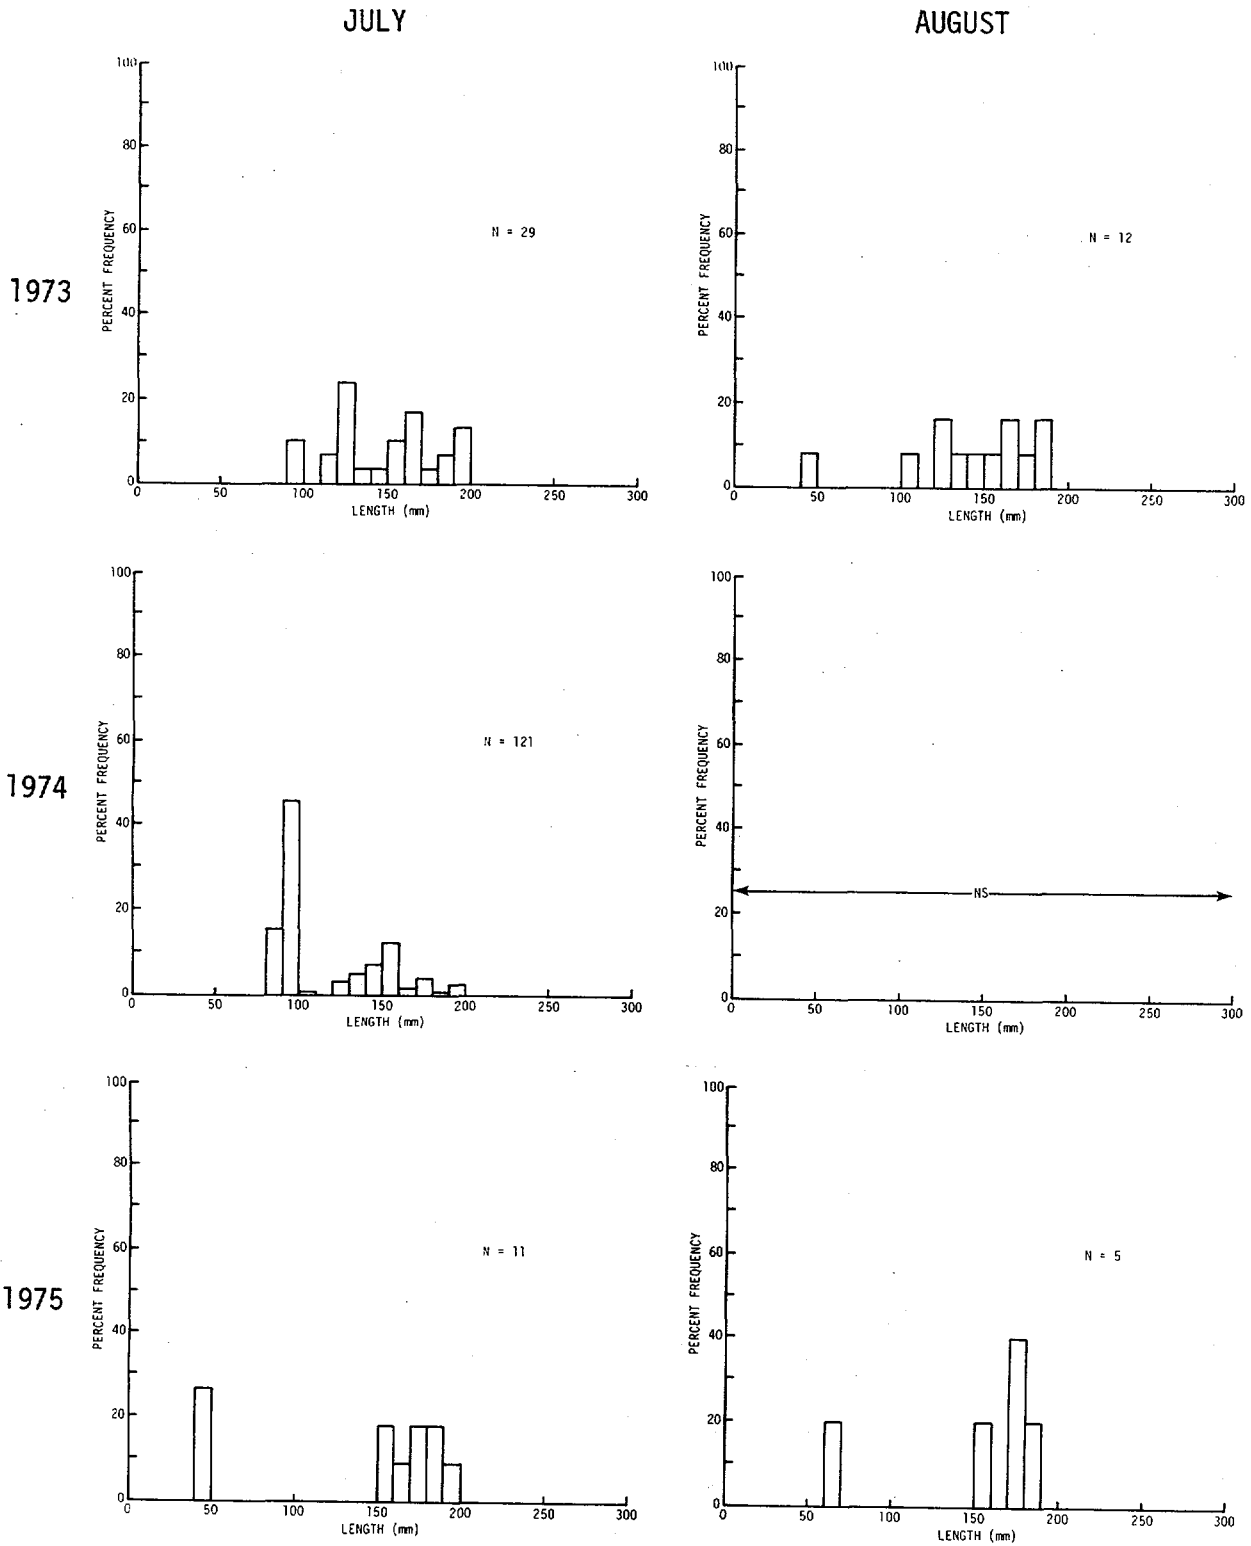 JULY
AUGUST
1973
PERCENT FREQUENCY
100
80
60
40
20
0
N = 29
0 50 100 150 200 250 300
LENGTH (mm)
PERCENT FREQUENCY
100
80
60
40
20
0
N = 12
0 50 100 150 200 250 300
LENGTH (mm)
1974
PERCENT FREQUENCY
100
80
60
40
20
0
N = 121
0 50 100 150 200 250 300
LENGTH (mm)
PERCENT FREQUENCY
100
80
60
40
20
0
NS
0 50 100 150 200 250 300
LENGTH (mm)
1975
PERCENT FREQUENCY
100
80
60
40
20
0
N = 11
0 50 100 150 200 250 300
LENGTH (mm)
PERCENT FREQUENCY
100
80
60
40
20
0
N = 5
0 50 100 150 200 250 300
LENGTH (mm)